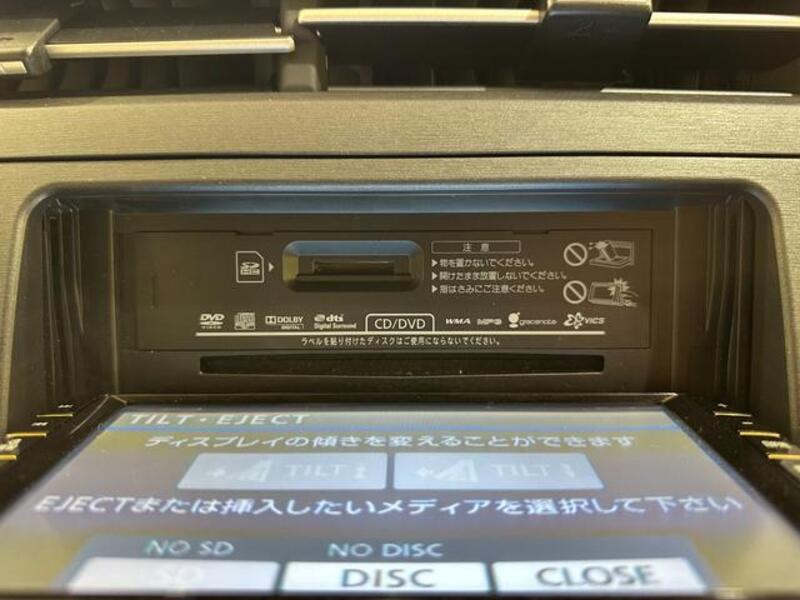 注意
▶物を置かないでください。
▶開けたまま放置しないでください。
▶指はさみにご注意ください。
DVD VIDEO DOLBY DIGITAL dts Digital Surround CD/DVD WMA MP3 gracenote VICS
ラベルを貼り付けたディスクはご使用にならないでください。
TILT・EJECT
ディスプレイの傾きを変えることができます
TILT TILT
EJECTまたは挿入したいメディアを選択して下さい
NO SD NO DISC
SD DISC CLOSE